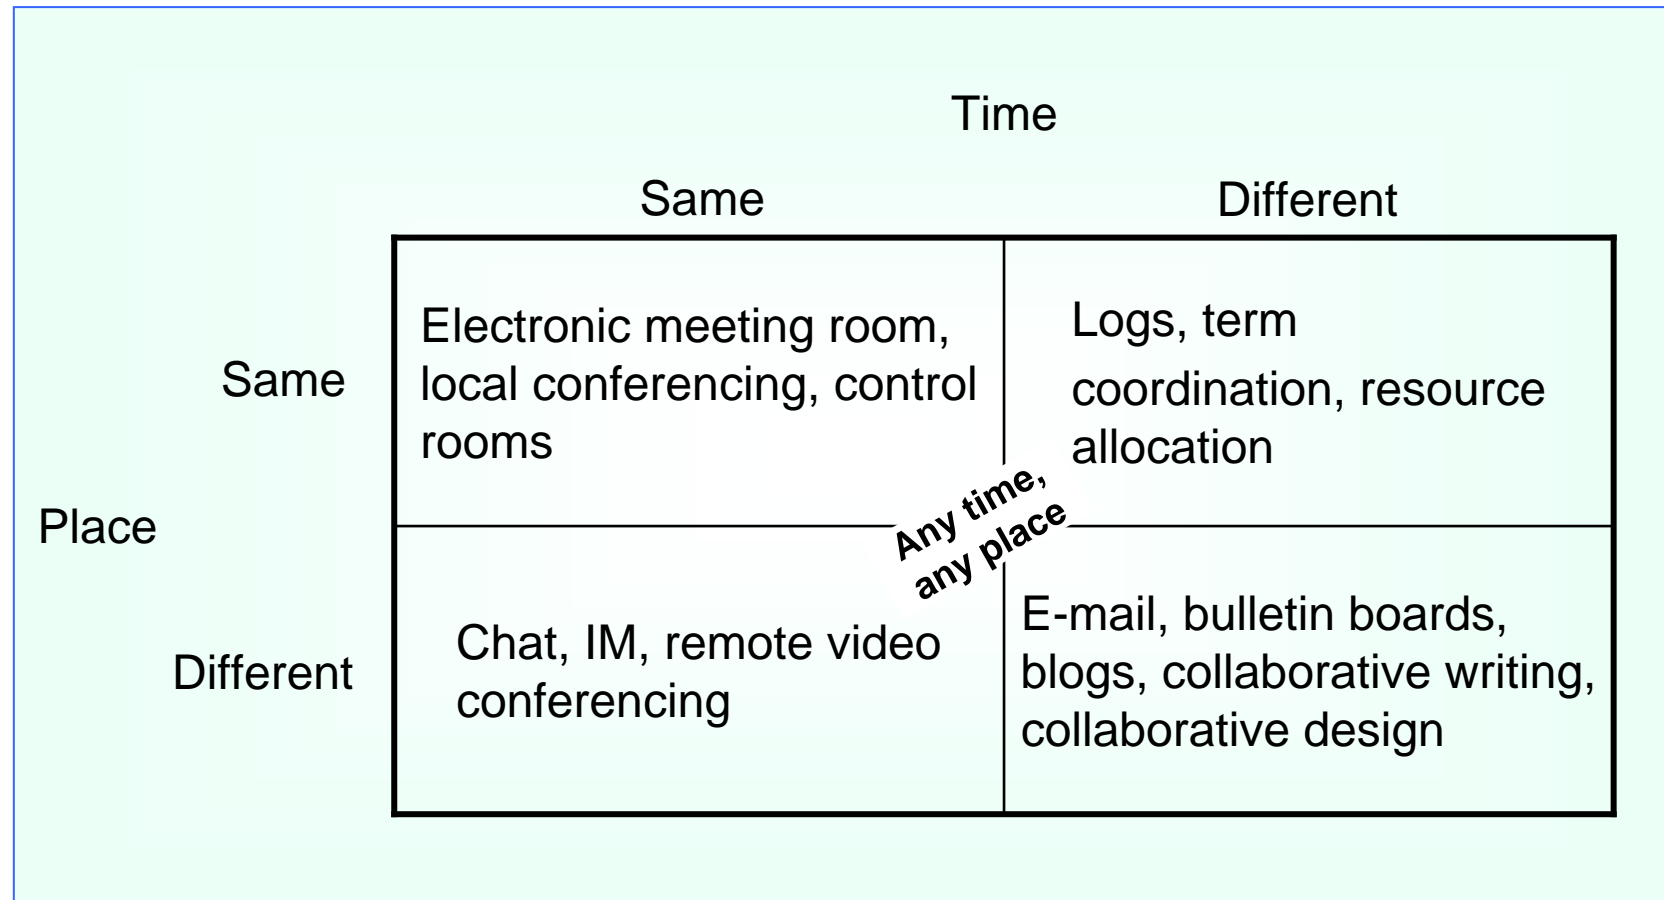 Time
Same
Different
Same
Electronic meeting room,
local conferencing, control
rooms
Logs, term
coordination, resource
allocation
Place
Any time,
any place
Different
Chat, IM, remote video
conferencing
E-mail, bulletin boards,
blogs, collaborative writing,
collaborative design